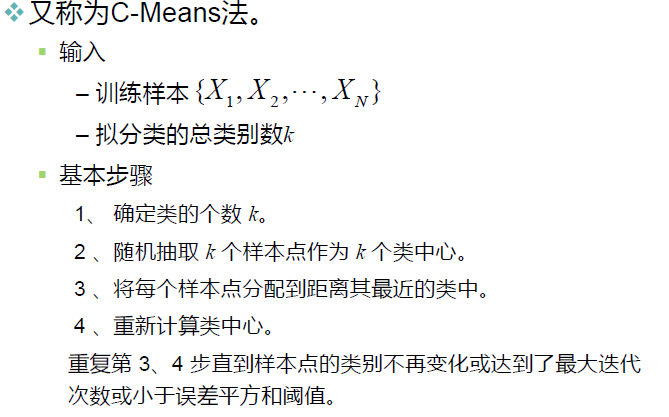 又称为C-Means法。
输入
– 训练样本 {X₁, X₂, ⋯, X_N}
– 拟分类的总类别数k
基本步骤
1、 确定类的个数 k。
2 、随机抽取 k 个样本点作为 k 个类中心。
3 、将每个样本点分配到距离其最近的类中。
4 、重新计算类中心。
重复第 3、4 步直到样本点的类别不再变化或达到了最大迭代
次数或小于误差平方和阈值。